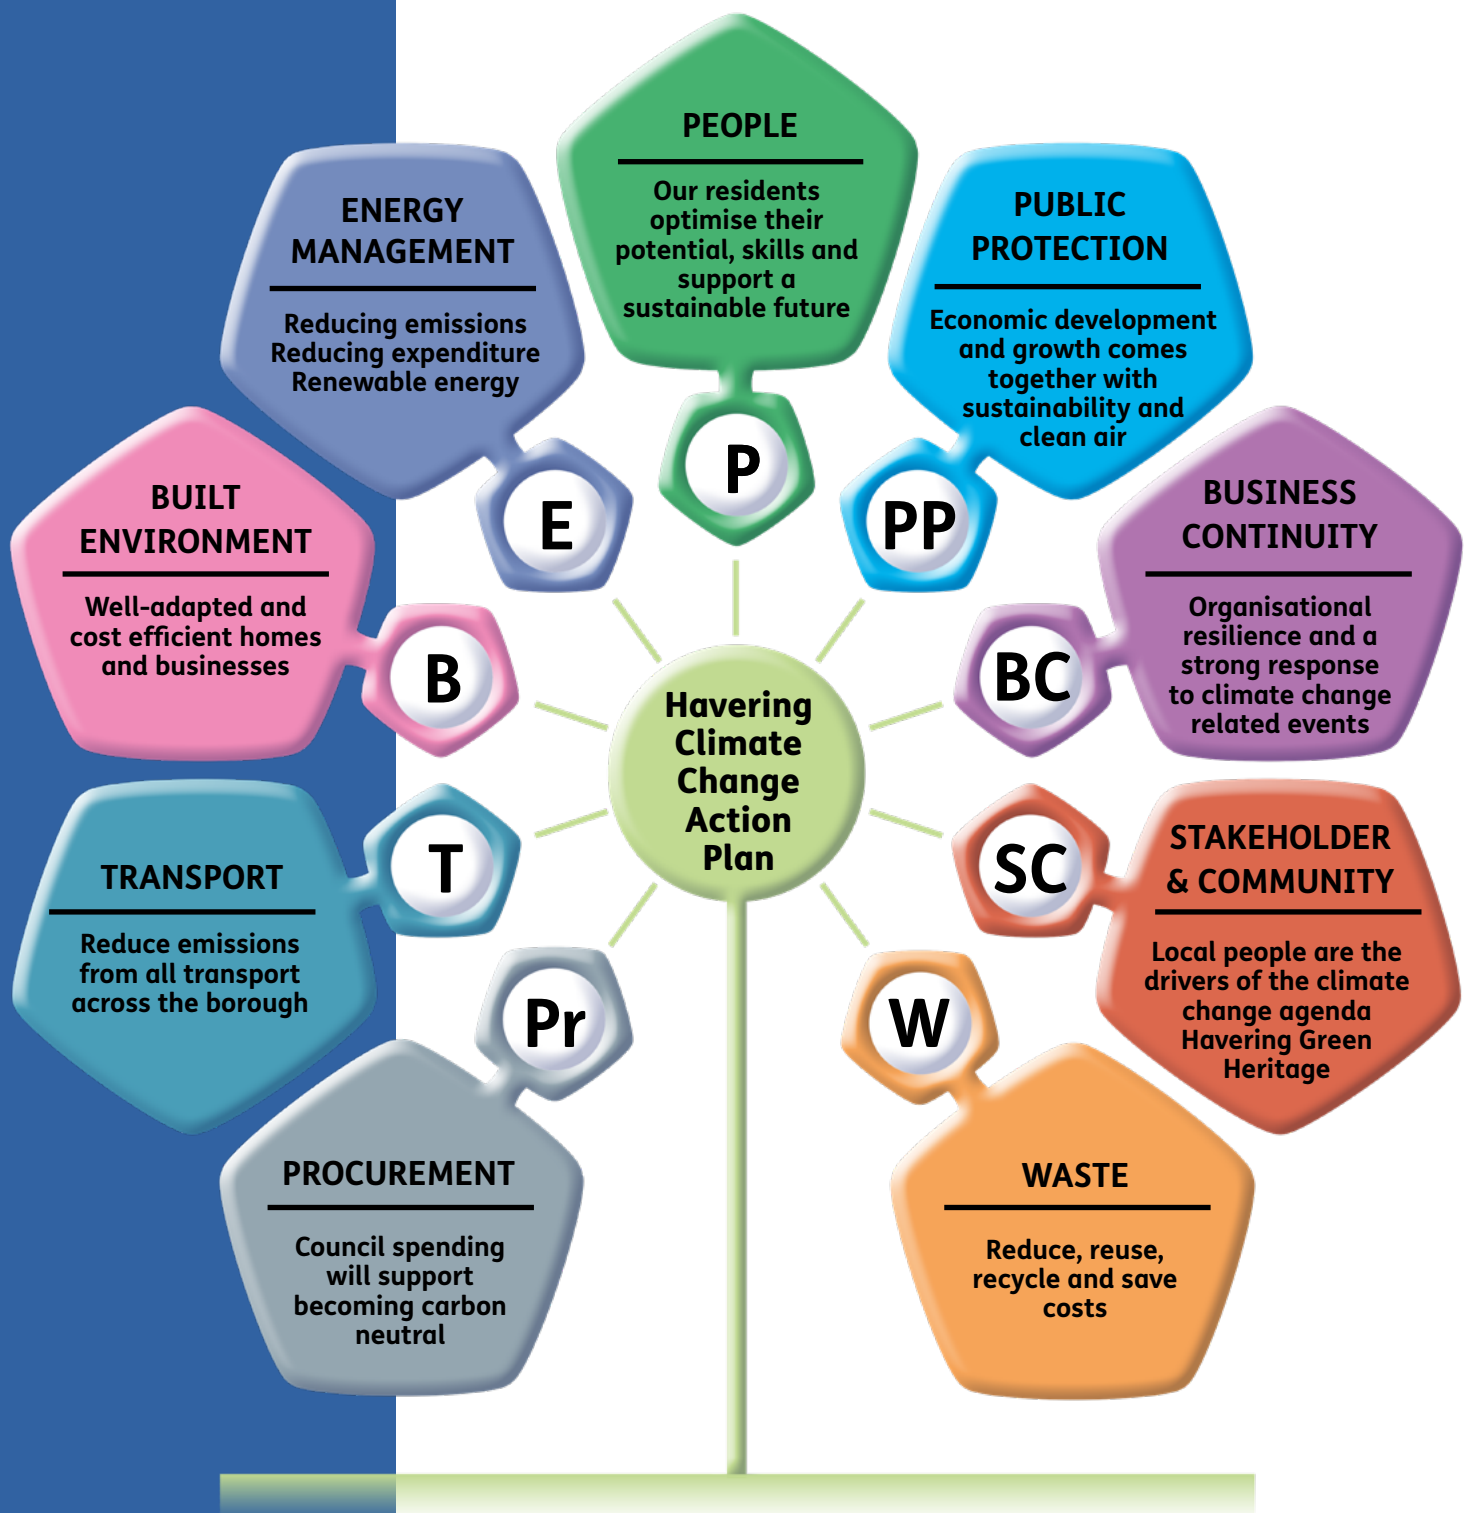 PEOPLE
Our residents
optimise their
potential, skills and
support a
sustainable future
P
PUBLIC
PROTECTION
Economic development
and growth comes
together with
sustainability and
clean air
PP
BUSINESS
CONTINUITY
Organisational
resilience and a
strong response
to climate change
related events
BC
STAKEHOLDER
& COMMUNITY
Local people are the
drivers of the climate
change agenda
Havering Green
Heritage
SC
WASTE
Reduce, reuse,
recycle and save
costs
W
PROCUREMENT
Council spending
will support
becoming carbon
neutral
Pr
TRANSPORT
Reduce emissions
from all transport
across the borough
T
BUILT
ENVIRONMENT
Well-adapted and
cost efficient homes
and businesses
B
ENERGY
MANAGEMENT
Reducing emissions
Reducing expenditure
Renewable energy
E
Havering
Climate
Change
Action
Plan